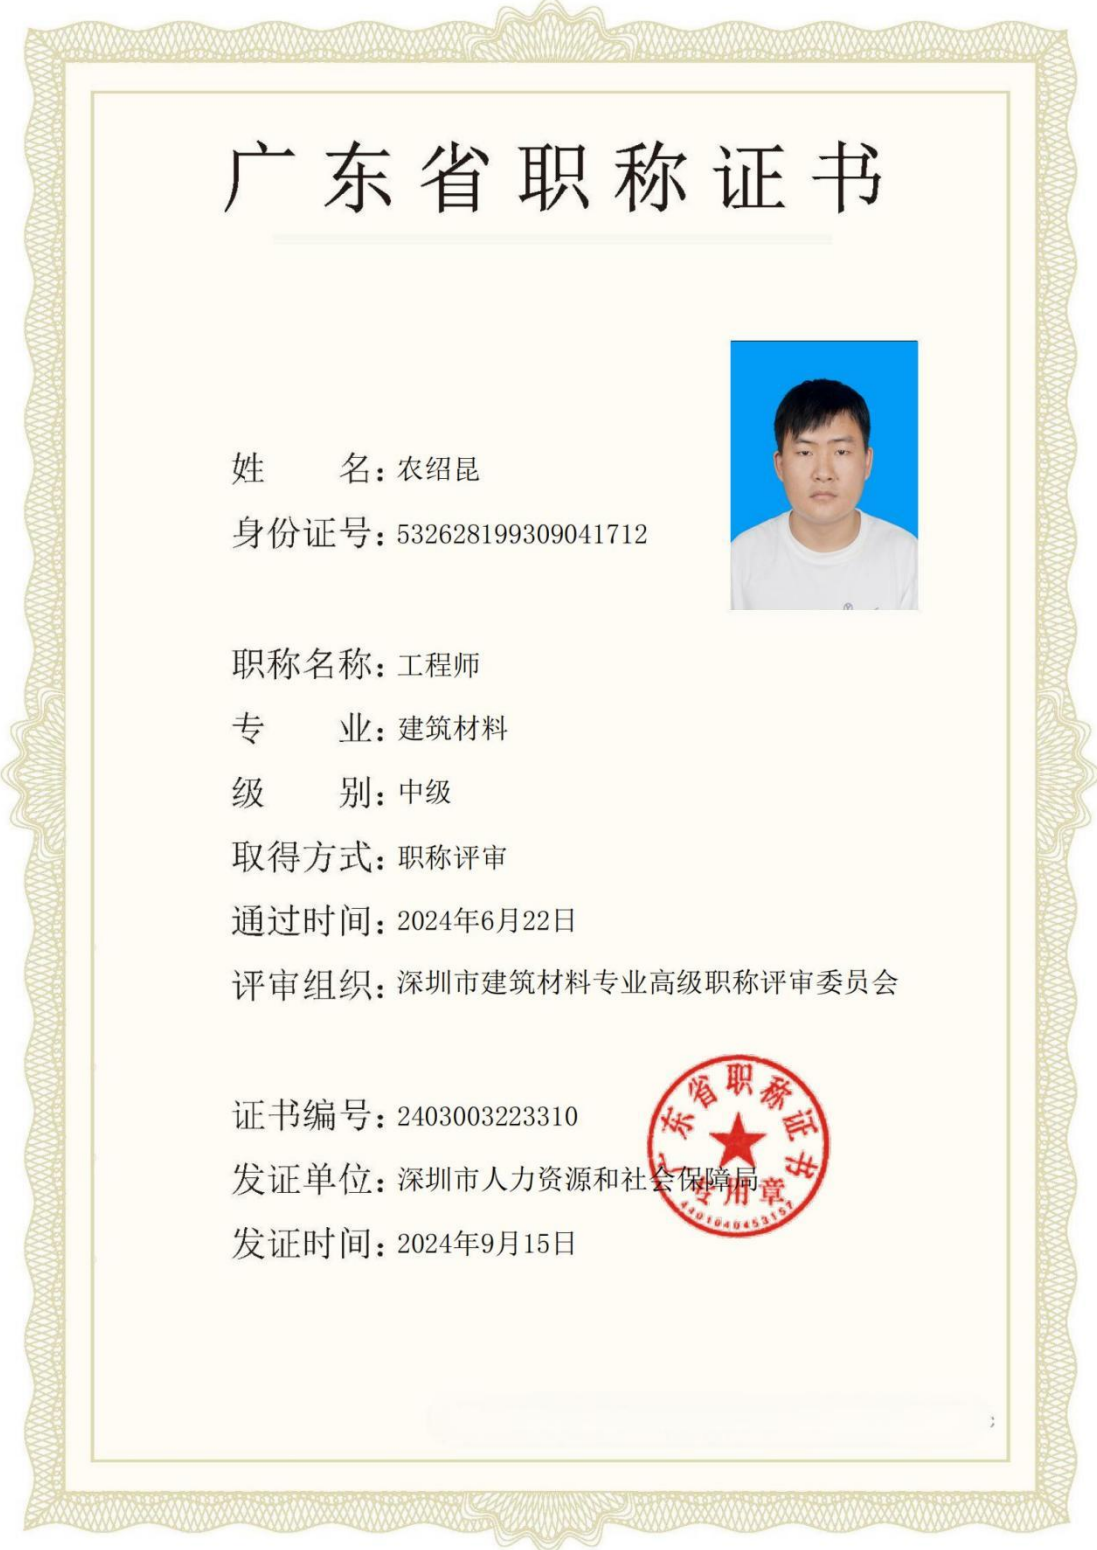 广东省职称证书
姓 名：农绍昆
身份证号：532628199309041712
职称名称：工程师
专 业：建筑材料
级 别：中级
取得方式：职称评审
通过时间：2024年6月22日
评审组织：深圳市建筑材料专业高级职称评审委员会
证书编号：2403003223310
发证单位：深圳市人力资源和社会保障局
发证时间：2024年9月15日
广东省职称证书
专用章
4401040453157